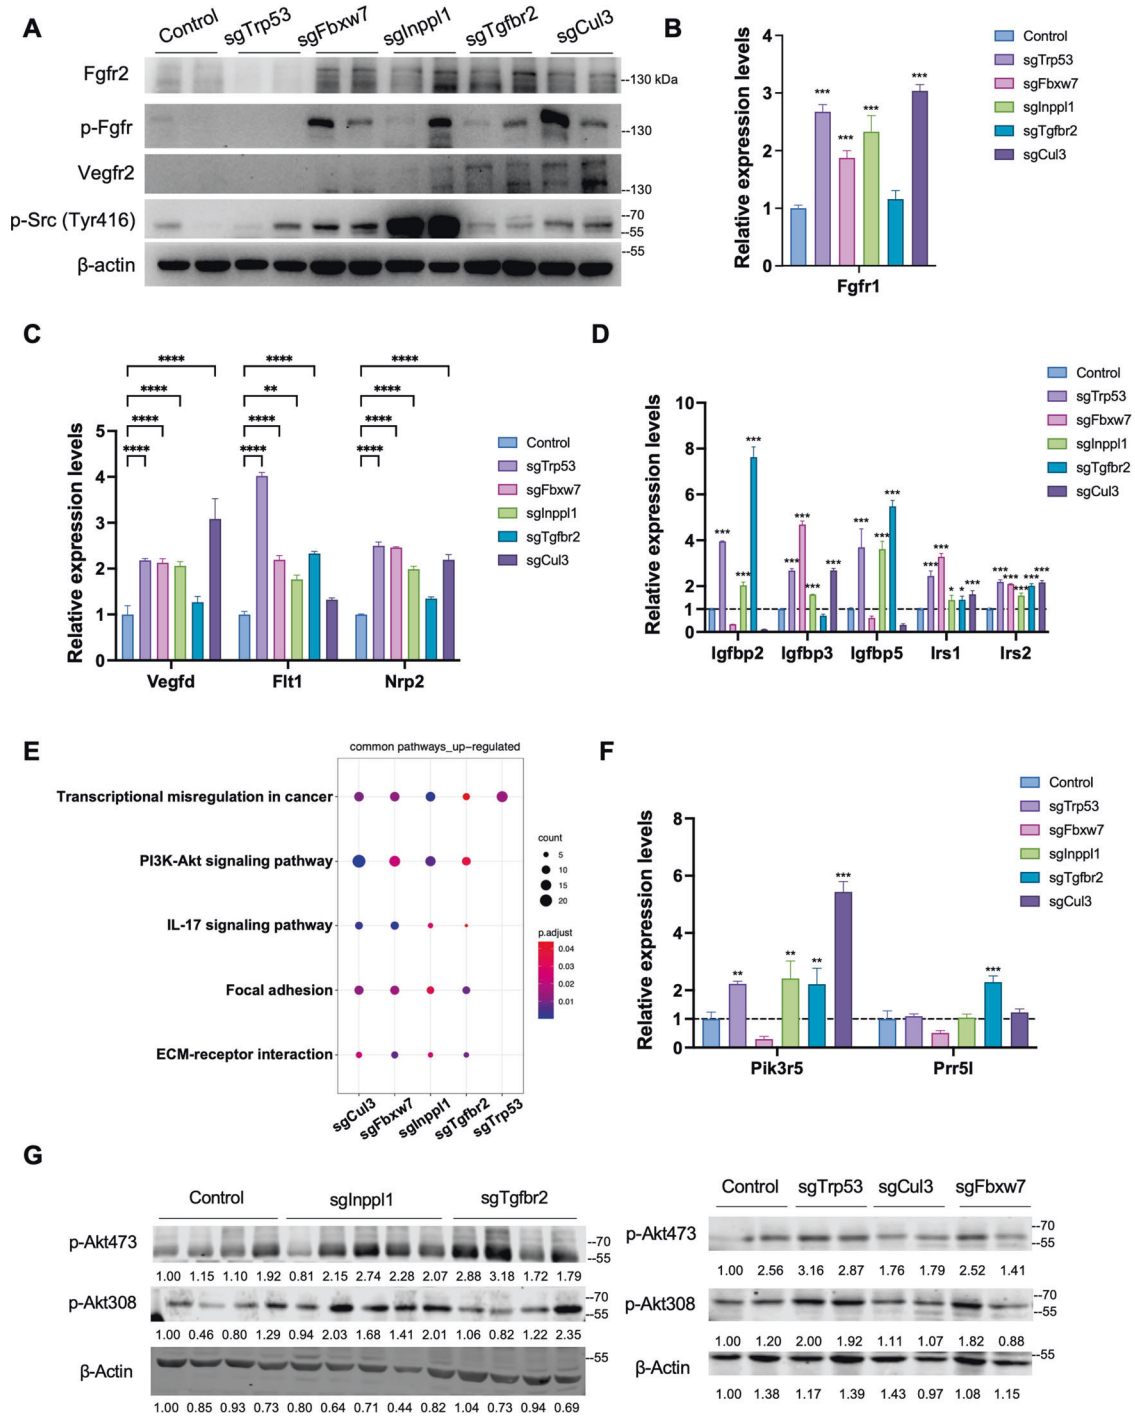 A
Control
sgTrp53
sgFbxw7
sgInppl1
sgTgfbr2
sgCul3
Fgfr2
--130 kDa
p-Fgfr
--130
Vegfr2
--130
p-Src (Tyr416)
--70
--55
--55
β-actin
B
Relative expression levels
4
3
2
1
0
***
***
***
***
Fgfr1
Control
sgTrp53
sgFbxw7
sgInppl1
sgTgfbr2
sgCul3
C
Relative expression levels
5
4
3
2
1
0
****
****
****
****
****
**
****
****
****
****
****
****
Vegfd
Flt1
Nrp2
Control
sgTrp53
sgFbxw7
sgInppl1
sgTgfbr2
sgCul3
D
Relative expression levels
10
8
6
4
2
1
0
***
***
***
***
***
***
***
***
***
***
***
***
*
*
***
***
***
***
***
***
Igfbp2
Igfbp3
Igfbp5
Irs1
Irs2
Control
sgTrp53
sgFbxw7
sgInppl1
sgTgfbr2
sgCul3
E
common pathways_up-regulated
Transcriptional misregulation in cancer
PI3K-Akt signaling pathway
IL-17 signaling pathway
Focal adhesion
ECM-receptor interaction
sgCul3
sgFbxw7
sgInppl1
sgTgfbr2
sgTrp53
count
5
10
15
20
p.adjust
0.04
0.03
0.02
0.01
F
Relative expression levels
8
6
4
2
1
0
**
**
**
***
***
Pik3r5
Prr5l
Control
sgTrp53
sgFbxw7
sgInppl1
sgTgfbr2
sgCul3
G
Control
sgInppl1
sgTgfbr2
p-Akt473
--70
--55
1.00 1.15 1.10 1.92 0.81 2.15 2.74 2.28 2.07 2.88 3.18 1.72 1.79
p-Akt308
--70
--55
1.00 0.46 0.80 1.29 0.94 2.03 1.68 1.41 2.01 1.06 0.82 1.22 2.35
β-Actin
--55
1.00 0.85 0.93 0.73 0.80 0.64 0.71 0.44 0.82 1.04 0.73 0.94 0.69
Control
sgTrp53
sgCul3
sgFbxw7
p-Akt473
--70
--55
1.00 2.56 3.16 2.87 1.76 1.79 2.52 1.41
p-Akt308
--70
--55
1.00 1.20 2.00 1.92 1.11 1.07 1.82 0.88
β-Actin
--55
1.00 1.38 1.17 1.39 1.43 0.97 1.08 1.15